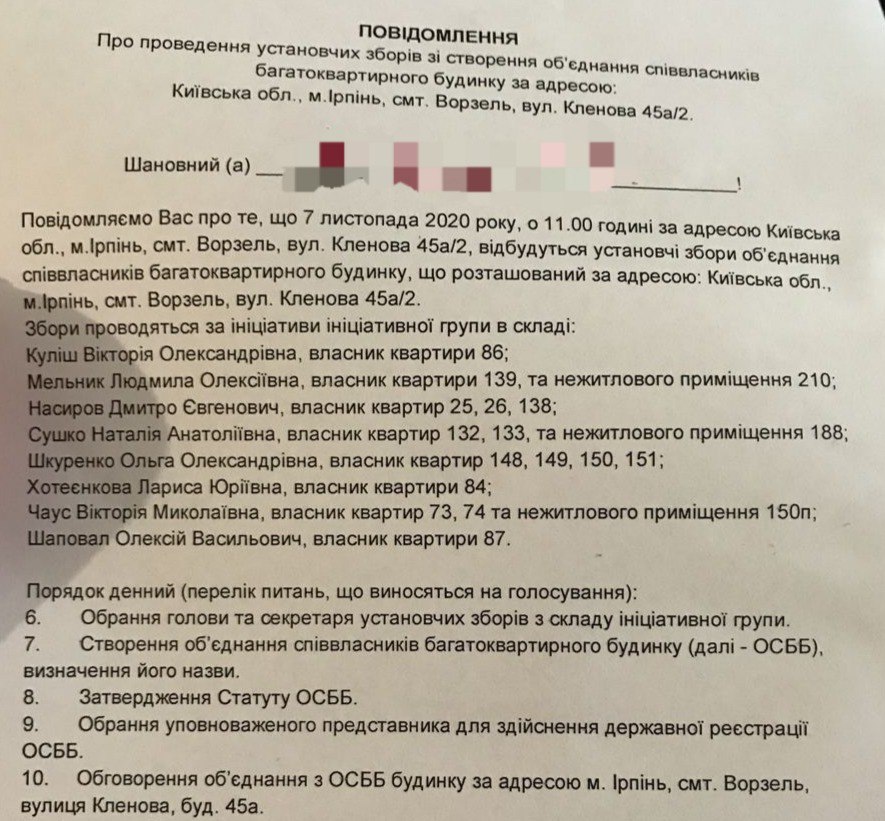 ПОВІДОМЛЕННЯ
Про проведення установчих зборів зі створення об'єднання співвласників
багатоквартирного будинку за адресою:
Київська обл., м.Ірпінь, смт. Ворзель, вул. Кленова 45а/2.
Шановний (а) __ ____________!
Повідомляємо Вас про те, що 7 листопада 2020 року, о 11.00 годині за адресою Київська
обл., м.Ірпінь, смт. Ворзель, вул. Кленова 45а/2, відбудуться установчі збори об'єднання
співвласників багатоквартирного будинку, що розташований за адресою: Київська обл.,
м.Ірпінь, смт. Ворзель, вул. Кленова 45а/2.
Збори проводяться за ініціативи ініціативної групи в складі:
Куліш Вікторія Олександрівна, власник квартири 86;
Мельник Людмила Олексіївна, власник квартири 139, та нежитлового приміщення 210;
Насиров Дмитро Євгенович, власник квартир 25, 26, 138;
Сушко Наталія Анатоліївна, власник квартир 132, 133, та нежитлового приміщення 188;
Шкуренко Ольга Олександрівна, власник квартир 148, 149, 150, 151;
Хотеєнкова Лариса Юріївна, власник квартири 84;
Чаус Вікторія Миколаївна, власник квартир 73, 74 та нежитлового приміщення 150п;
Шаповал Олексій Васильович, власник квартири 87.
Порядок денний (перелік питань, що виносяться на голосування):
6. Обрання голови та секретаря установчих зборів з складу ініціативної групи.
7. Створення об'єднання співвласників багатоквартирного будинку (далі - ОСББ),
визначення його назви.
8. Затвердження Статуту ОСББ.
9. Обрання уповноваженого представника для здійснення державної реєстрації
ОСББ.
10. Обговорення об'єднання з ОСББ будинку за адресою м. Ірпінь, смт. Ворзель,
вулиця Кленова, буд. 45а.